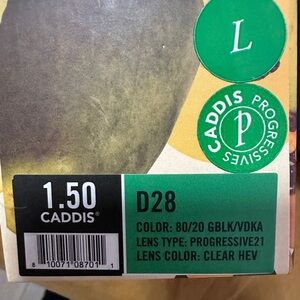 L
CADDIS PROGRESSIVES
P
1.50
CADDIS®
8 10071 08701 1
D28
COLOR: 80/20 GBLK/VDKA
LENS TYPE: PROGRESSIVE21
LENS COLOR: CLEAR HEV